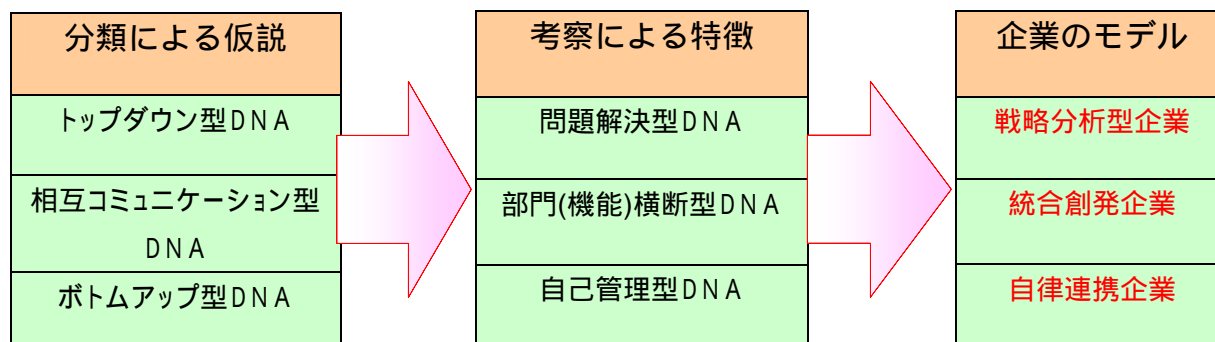 分類による仮説
トップダウン型DNA
相互コミュニケーション型
DNA
ボトムアップ型DNA
考察による特徴
問題解決型DNA
部門(機能)横断型DNA
自己管理型DNA
企業のモデル
戦略分析型企業
統合創発企業
自律連携企業